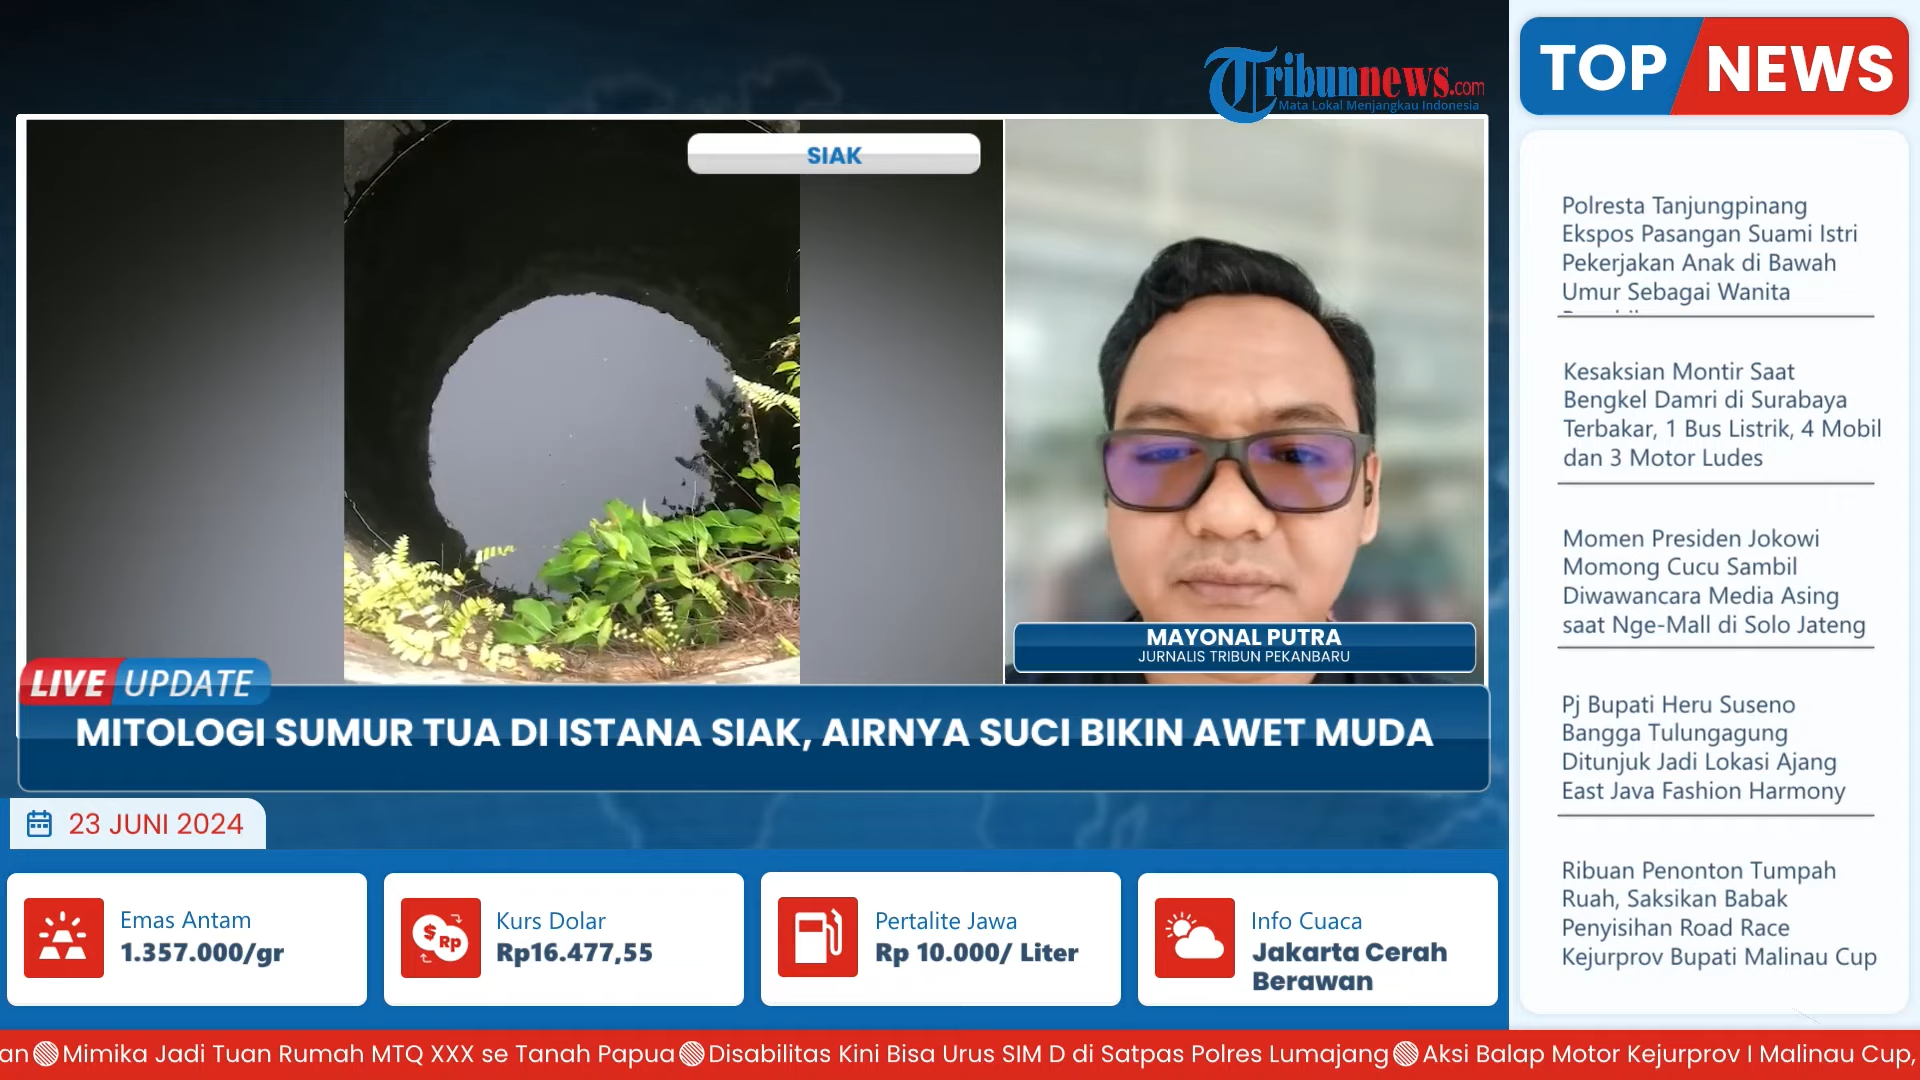 Tribunnews.com
Mata Lokal Menjangkau Indonesia
SIAK
MAYONAL PUTRA
JURNALIS TRIBUN PEKANBARU
LIVE UPDATE
MITOLOGI SUMUR TUA DI ISTANA SIAK, AIRNYA SUCI BIKIN AWET MUDA
23 JUNI 2024
Emas Antam
1.357.000/gr
Kurs Dolar
Rp16.477,55
Pertalite Jawa
Rp 10.000/ Liter
Info Cuaca
Jakarta Cerah
Berawan
TOP NEWS
Polresta Tanjungpinang
Ekspos Pasangan Suami Istri
Pekerjakan Anak di Bawah
Umur Sebagai Wanita
Kesaksian Montir Saat
Bengkel Damri di Surabaya
Terbakar, 1 Bus Listrik, 4 Mobil
dan 3 Motor Ludes
Momen Presiden Jokowi
Momong Cucu Sambil
Diwawancara Media Asing
saat Nge-Mall di Solo Jateng
Pj Bupati Heru Suseno
Bangga Tulungagung
Ditunjuk Jadi Lokasi Ajang
East Java Fashion Harmony
Ribuan Penonton Tumpah
Ruah, Saksikan Babak
Penyisihan Road Race
Kejurprov Bupati Malinau Cup
an Mimika Jadi Tuan Rumah MTQ XXX se Tanah Papua Disabilitas Kini Bisa Urus SIM D di Satpas Polres Lumajang Aksi Balap Motor Kejurprov I Malinau Cup,